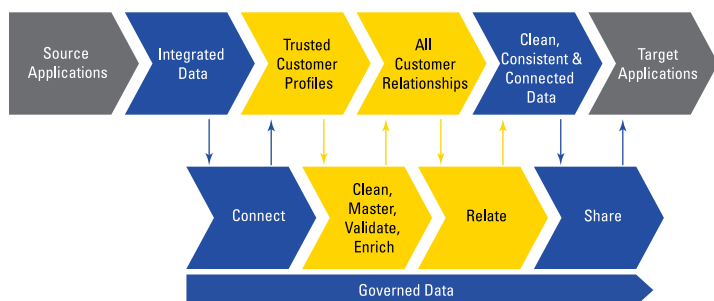 Source
Applications
Integrated
Data
Trusted
Customer
Profiles
All
Customer
Relationships
Clean,
Consistent &
Connected
Data
Target
Applications
Connect
Clean,
Master,
Validate,
Enrich
Relate
Share
Governed Data